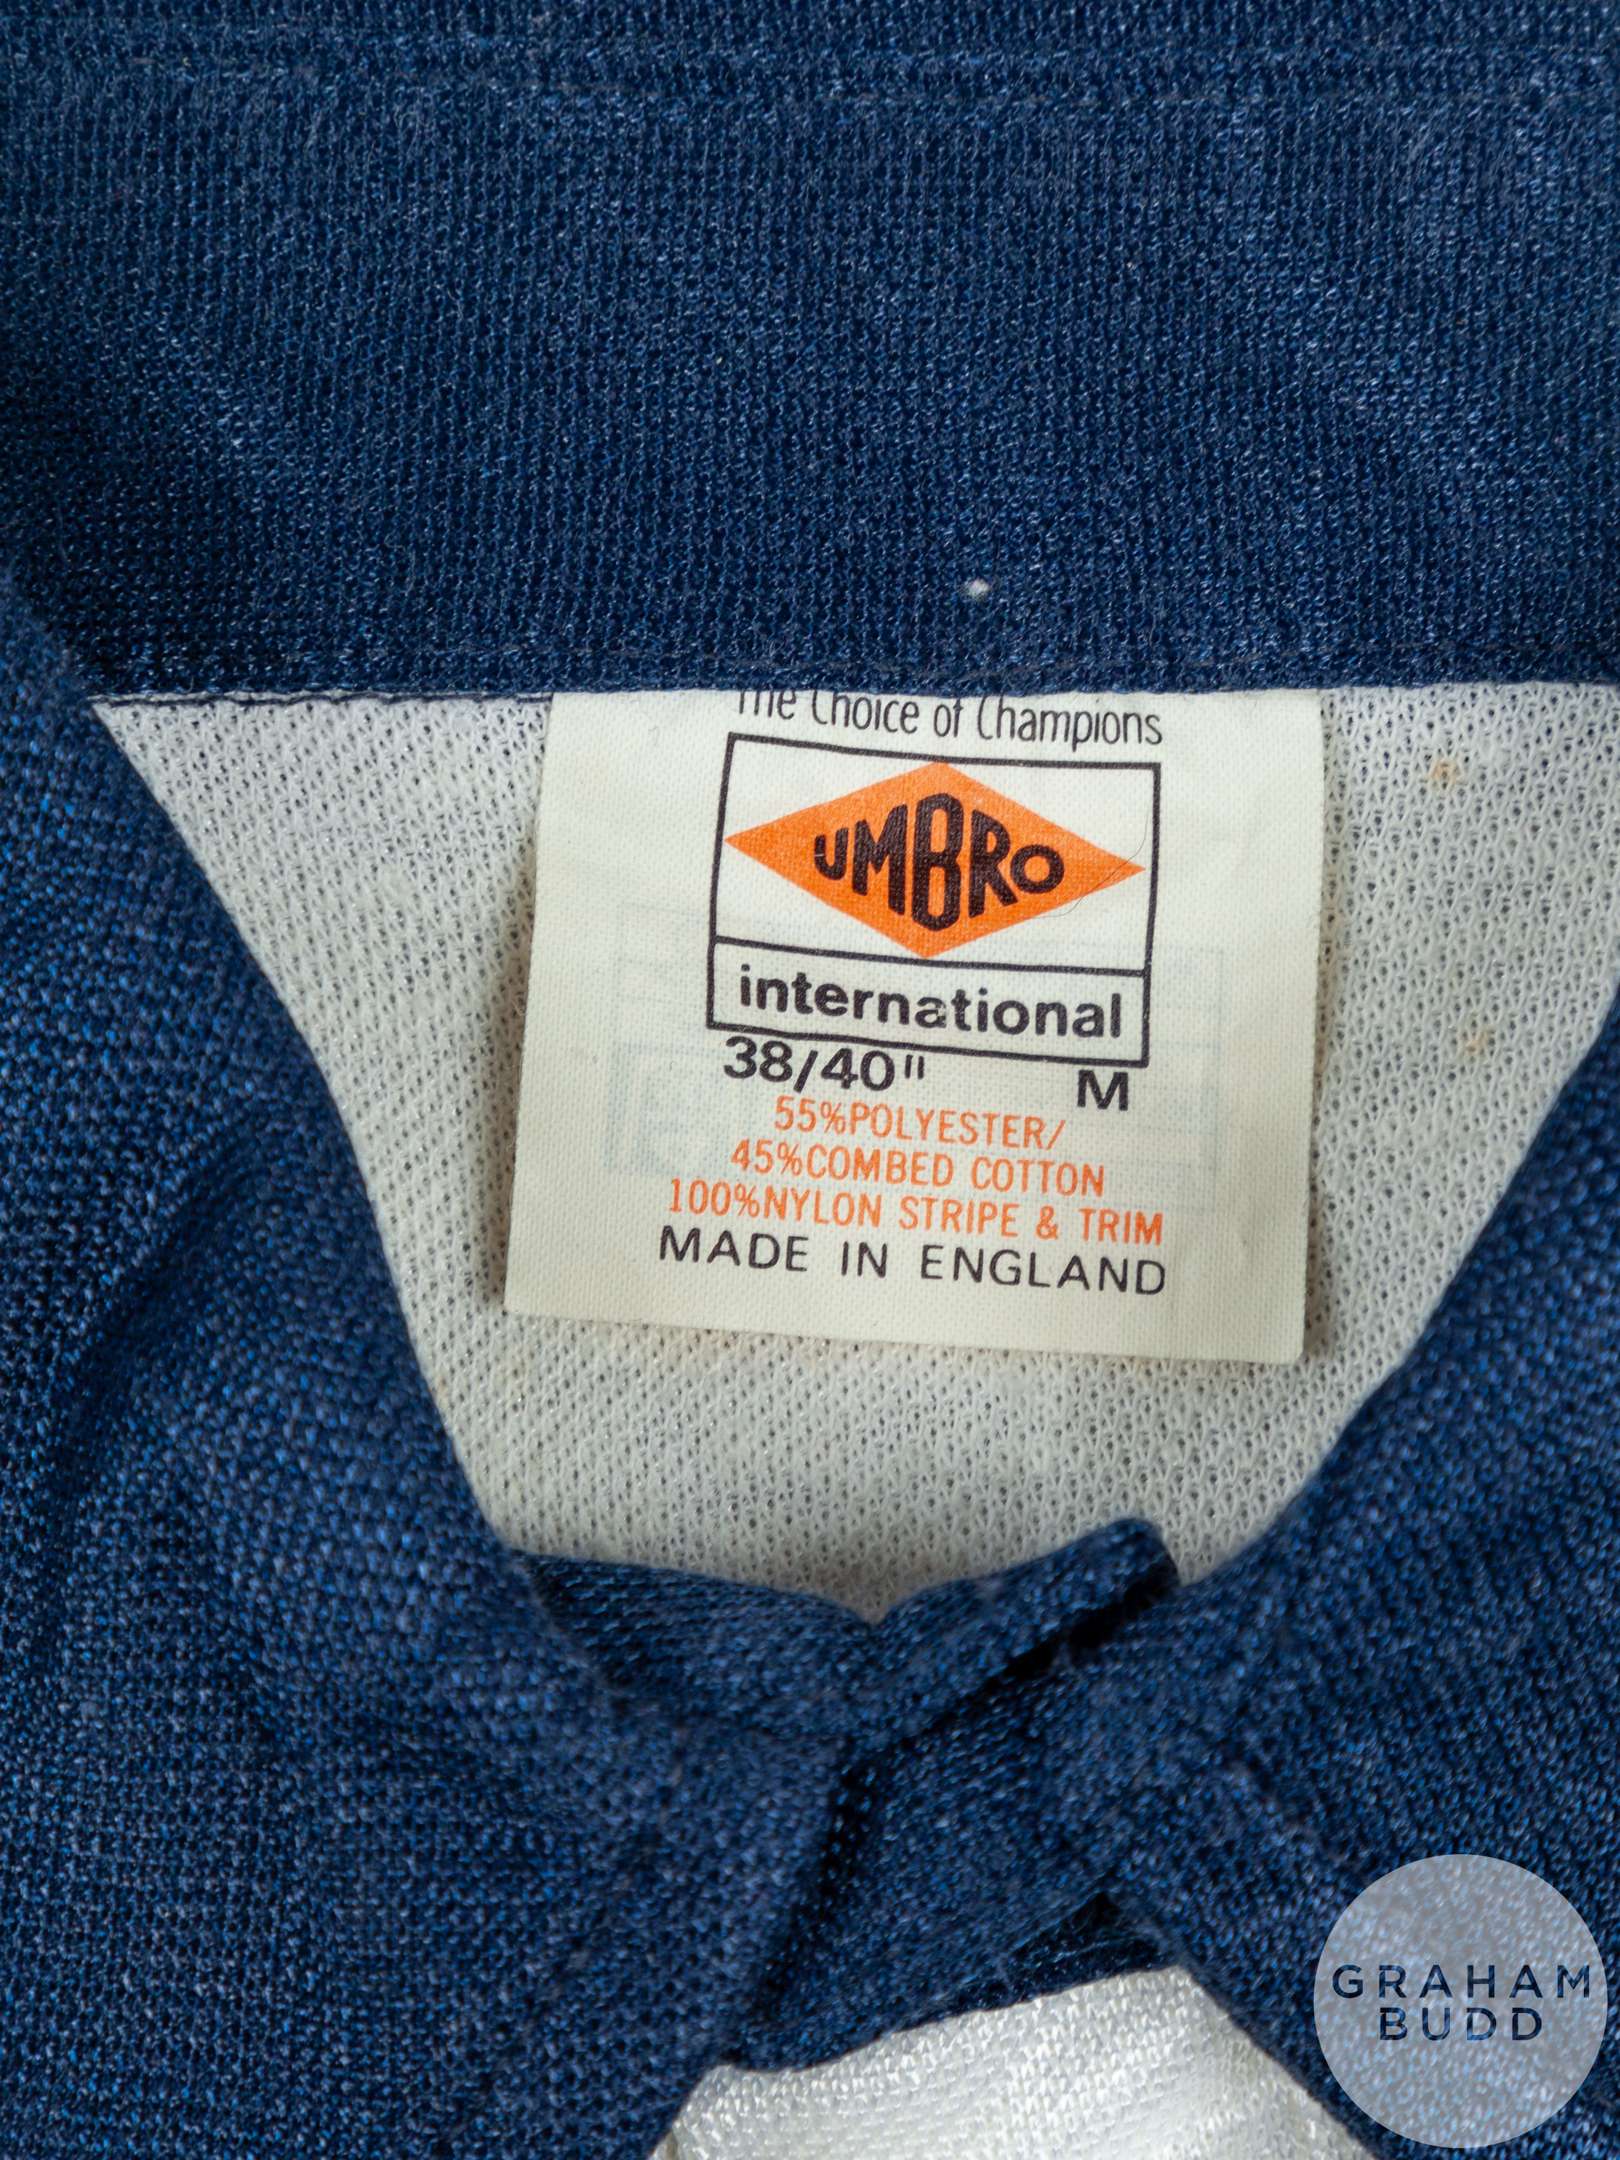 The Choice of Champions
UMBRO
international
38/40" M
55%POLYESTER/
45%COMBED COTTON
100%NYLON STRIPE & TRIM
MADE IN ENGLAND
GRAHAM
BUDD